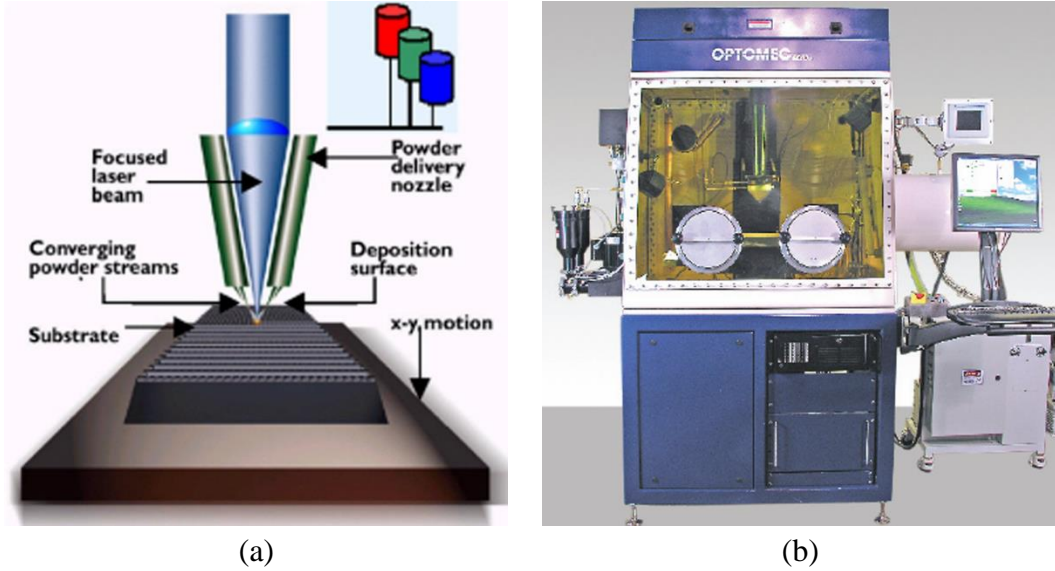 Focused
laser
beam
Powder
delivery
nozzle
Converging
powder streams
Deposition
surface
Substrate
x-y motion
OPTOMEC
(a)
(b)